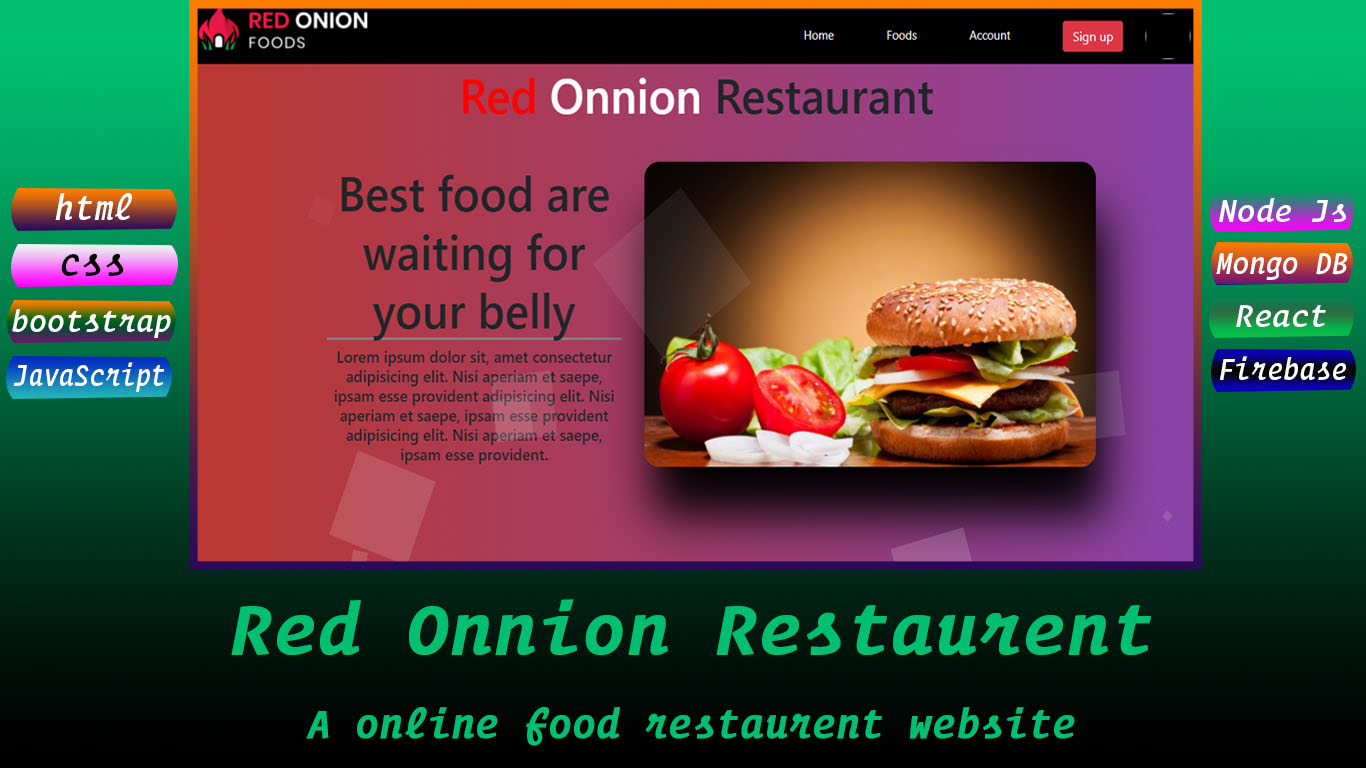 RED ONION
FOODS
Home
Foods
Account
Sign up
Red Onnion Restaurant
Best food are
waiting for
your belly
Lorem ipsum dolor sit, amet consectetur
adipisicing elit. Nisi aperiam et saepe,
ipsam esse provident adipisicing elit. Nisi
aperiam et saepe, ipsam esse provident
adipisicing elit. Nisi aperiam et saepe,
ipsam esse provident.
html
css
bootstrap
JavaScript
Node Js
Mongo DB
React
Firebase
Red Onnion Restaurent
A online food restaurent website